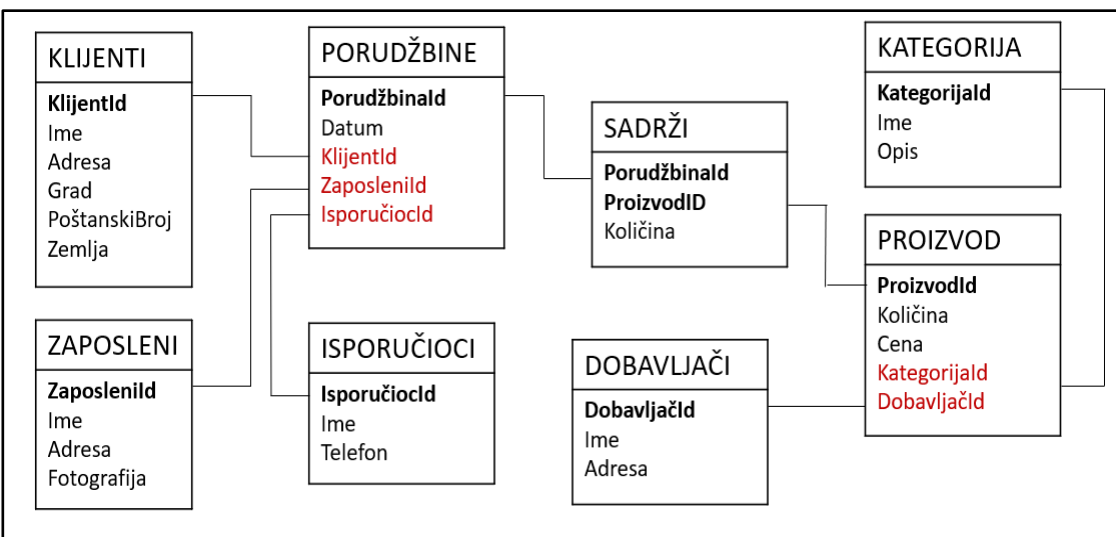 KLIJENTI
KlijentId
Ime
Adresa
Grad
PoštanskiBroj
Zemlja
PORUDŽBINE
PorudžbinaId
Datum
KlijentId
ZaposleniId
IsporučiocId
SADRŽI
PorudžbinaId
ProizvodID
Količina
KATEGORIJA
KategorijaId
Ime
Opis
PROIZVOD
ProizvodId
Količina
Cena
KategorijaId
DobavljačId
ZAPOSLENI
ZaposleniId
Ime
Adresa
Fotografija
ISPORUČIOCI
IsporučiocId
Ime
Telefon
DOBAVLJAČI
DobavljačId
Ime
Adresa